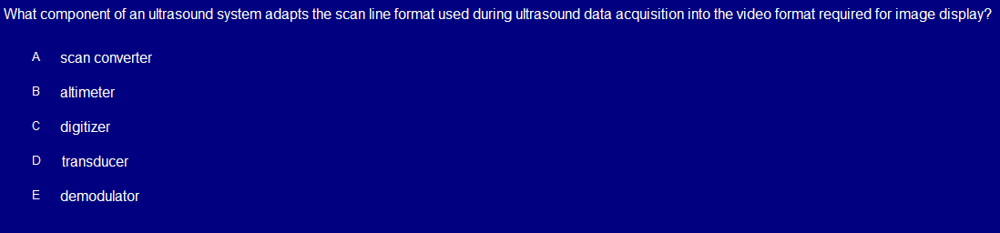 What component of an ultrasound system adapts the scan line format used during ultrasound data acquisition into the video format required for image display?
A scan converter
B altimeter
C digitizer
D transducer
E demodulator